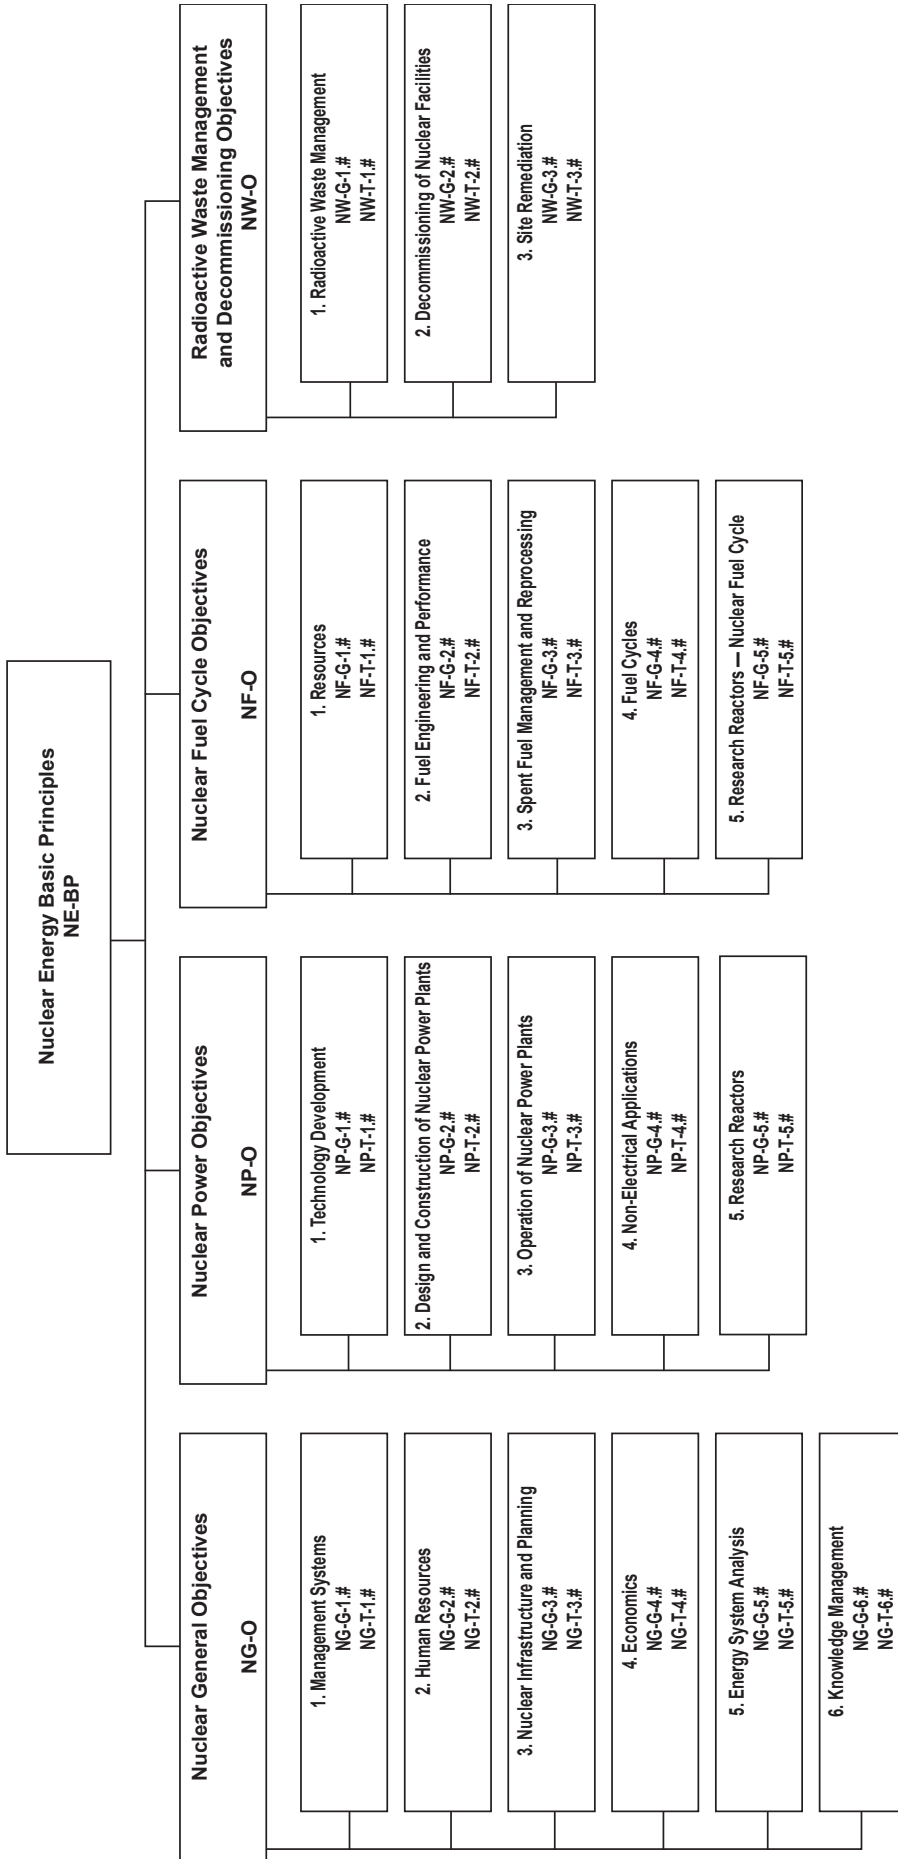 Nuclear Energy Basic Principles
NE-BP
Nuclear General Objectives
NG-O
1. Management Systems
NG-G-1.#
NG-T-1.#
2. Human Resources
NG-G-2.#
NG-T-2.#
3. Nuclear Infrastructure and Planning
NG-G-3.#
NG-T-3.#
4. Economics
NG-G-4.#
NG-T-4.#
5. Energy System Analysis
NG-G-5.#
NG-T-5.#
6. Knowledge Management
NG-G-6.#
NG-T-6.#
Nuclear Power Objectives
NP-O
1. Technology Development
NP-G-1.#
NP-T-1.#
2. Design and Construction of Nuclear Power Plants
NP-G-2.#
NP-T-2.#
3. Operation of Nuclear Power Plants
NP-G-3.#
NP-T-3.#
4. Non-Electrical Applications
NP-G-4.#
NP-T-4.#
5. Research Reactors
NP-G-5.#
NP-T-5.#
Nuclear Fuel Cycle Objectives
NF-O
1. Resources
NF-G-1.#
NF-T-1.#
2. Fuel Engineering and Performance
NF-G-2.#
NF-T-2.#
3. Spent Fuel Management and Reprocessing
NF-G-3.#
NF-T-3.#
4. Fuel Cycles
NF-G-4.#
NF-T-4.#
5. Research Reactors — Nuclear Fuel Cycle
NF-G-5.#
NF-T-5.#
Radioactive Waste Management
and Decommissioning Objectives
NW-O
1. Radioactive Waste Management
NW-G-1.#
NW-T-1.#
2. Decommissioning of Nuclear Facilities
NW-G-2.#
NW-T-2.#
3. Site Remediation
NW-G-3.#
NW-T-3.#